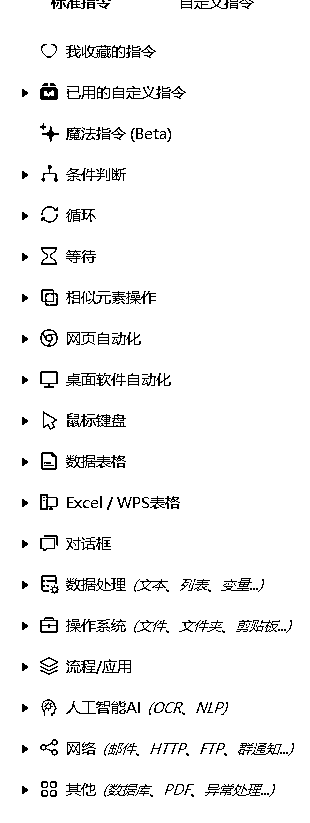 标准指令 自定义指令
我收藏的指令
已用的自定义指令
魔法指令 (Beta)
条件判断
循环
等待
相似元素操作
网页自动化
桌面软件自动化
鼠标键盘
数据表格
Excel / WPS表格
对话框
数据处理 (文本、列表、变量...)
操作系统 (文件、文件夹、剪贴板...)
流程/应用
人工智能AI (OCR、NLP)
网络 (邮件、HTTP、FTP、群通知...)
其他 (数据库、PDF、异常处理...)